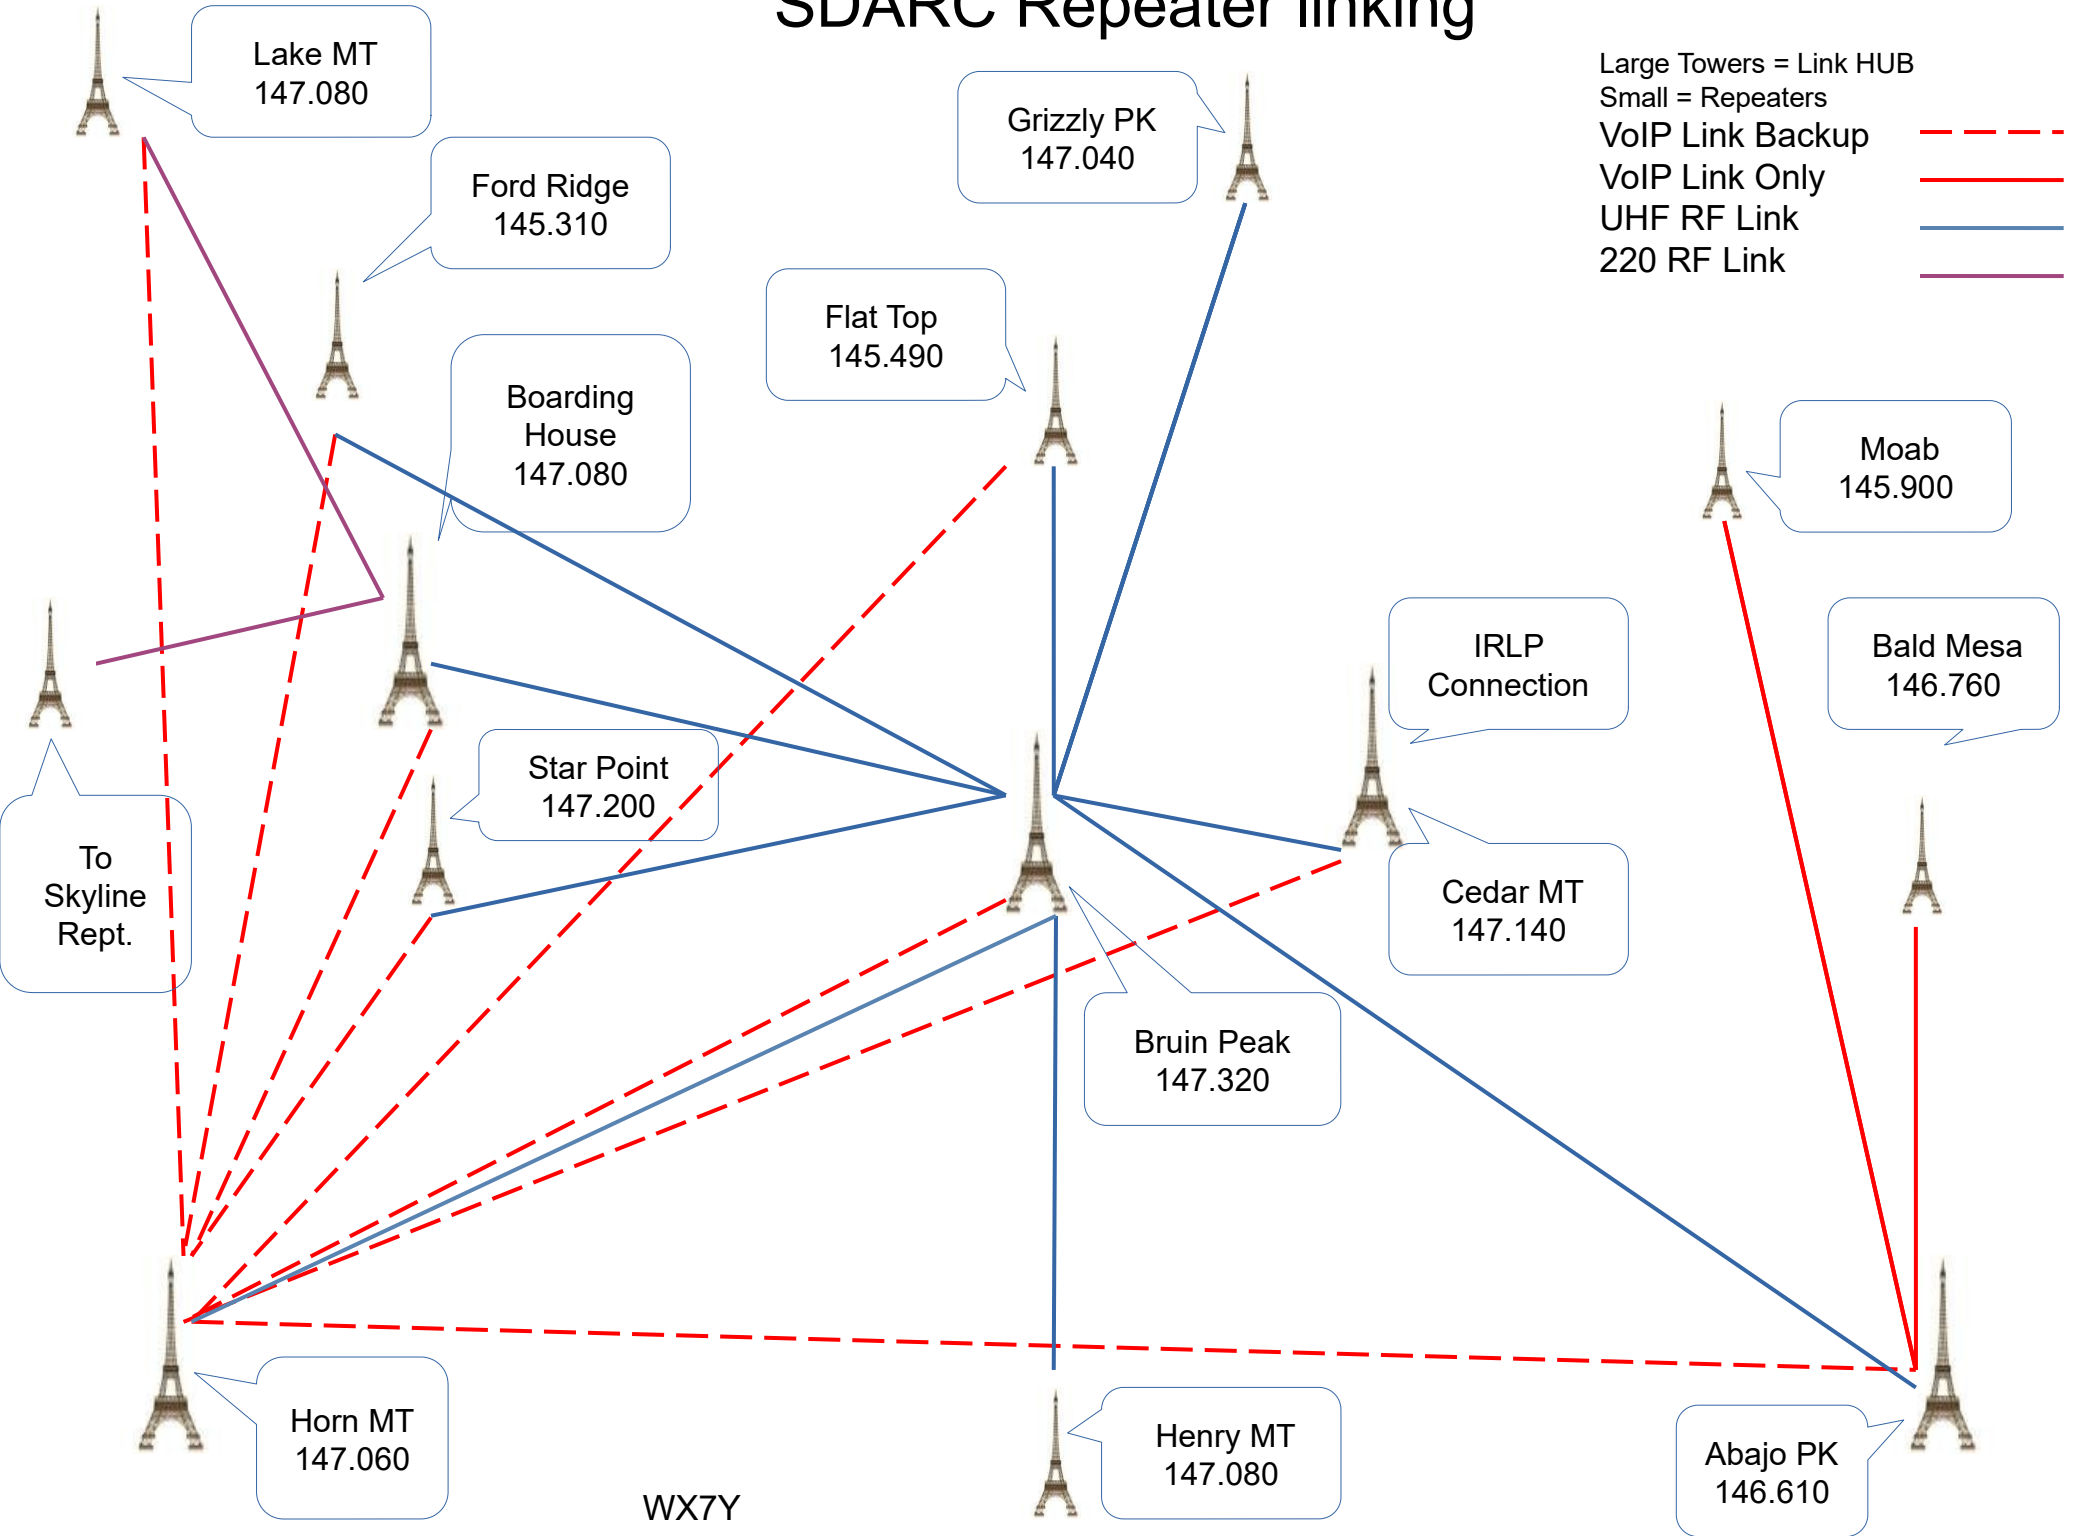 SDARC Repeater linking
Lake MT
147.080
Large Towers = Link HUB
Small = Repeaters
VoIP Link Backup
VoIP Link Only
UHF RF Link
220 RF Link
Grizzly PK
147.040
Ford Ridge
145.310
Flat Top
145.490
Boarding
House
147.080
Moab
145.900
IRLP
Connection
Bald Mesa
146.760
Star Point
147.200
To
Skyline
Rept.
Cedar MT
147.140
Bruin Peak
147.320
Horn MT
147.060
Henry MT
147.080
Abajo PK
146.610
WX7Y